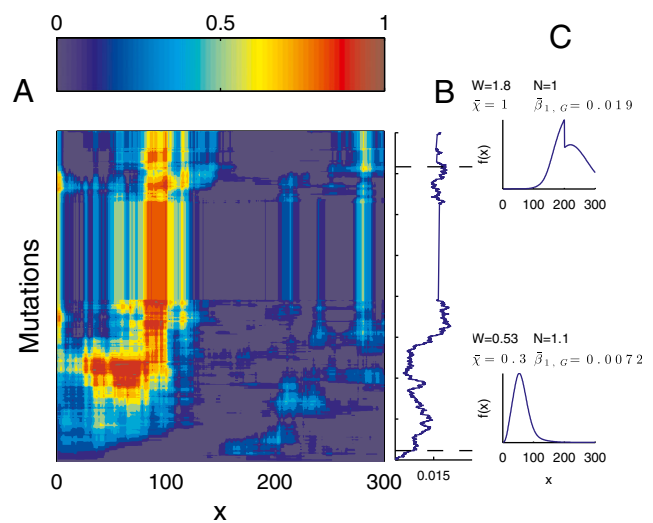 0 0.5 1
C
A
B
W=1.8 N=1
χ̄ = 1 β̄1, G = 0.019
f(x)
0 100 200 300
Mutations
W=0.53 N=1.1
χ̄ = 0.3 β̄1, G = 0.0072
f(x)
0 100 200 300
x
0 100 200 300
x
0.015